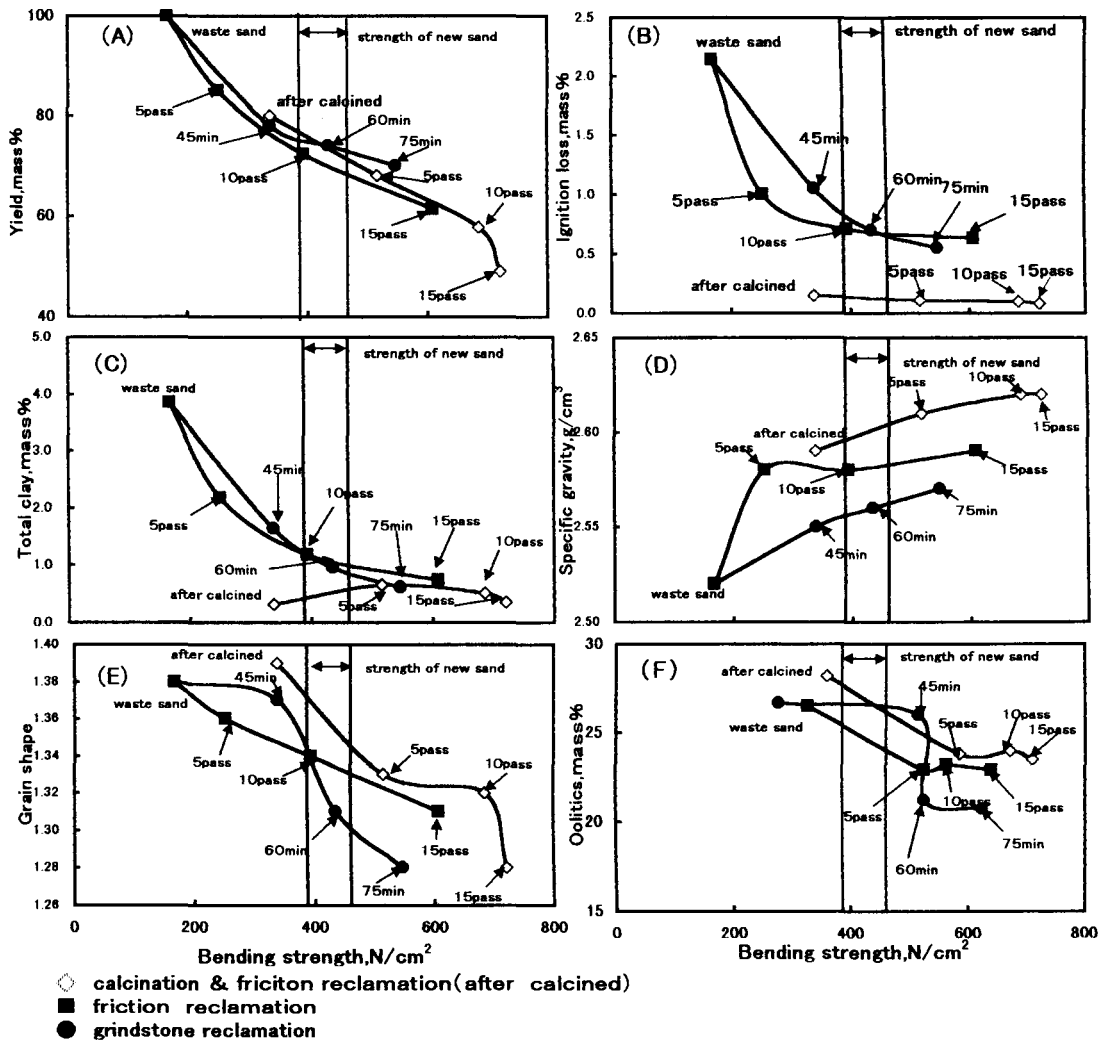 (A)
waste sand
strength of new sand
after calcined
5pass
45min
60min
75min
10pass
5pass
10pass
15pass
15pass
100
80
60
40
Yield,mass%
(B)
waste sand
strength of new sand
45min
60min
75min
15pass
5pass
10pass
after calcined
5pass
10pass
15pass
2.5
2.0
1.5
1.0
0.5
0.0
Ignition loss,mass%
(C)
waste sand
strength of new sand
45min
10pass
75min
15pass
10pass
5pass
60min
after calcined
5pass
15pass
5.0
4.0
3.0
2.0
1.0
0.0
Total clay,mass%
(D)
strength of new sand
5pass
10pass
after calcined
15pass
5pass
10pass
15pass
75min
45min
60min
waste sand
2.65
2.60
2.55
2.50
Specific gravity,g/cm3
(E)
after calcined
strength of new sand
45min
waste sand
5pass
5pass
10pass
10pass
60min
15pass
75min
15pass
1.40
1.38
1.36
1.34
1.32
1.30
1.28
1.26
Grain shape
0 200 400 600 800
Bending strength,N/cm2
(F)
after calcined
strength of new sand
45min
waste sand
5pass
10pass
15pass
5pass
10pass
15pass
60min
75min
30
25
20
15
Oolitics,mass%
0 200 400 600 800
Bending strength,N/cm2
calcination & friciton reclamation(after calcined)
friction reclamation
grindstone reclamation